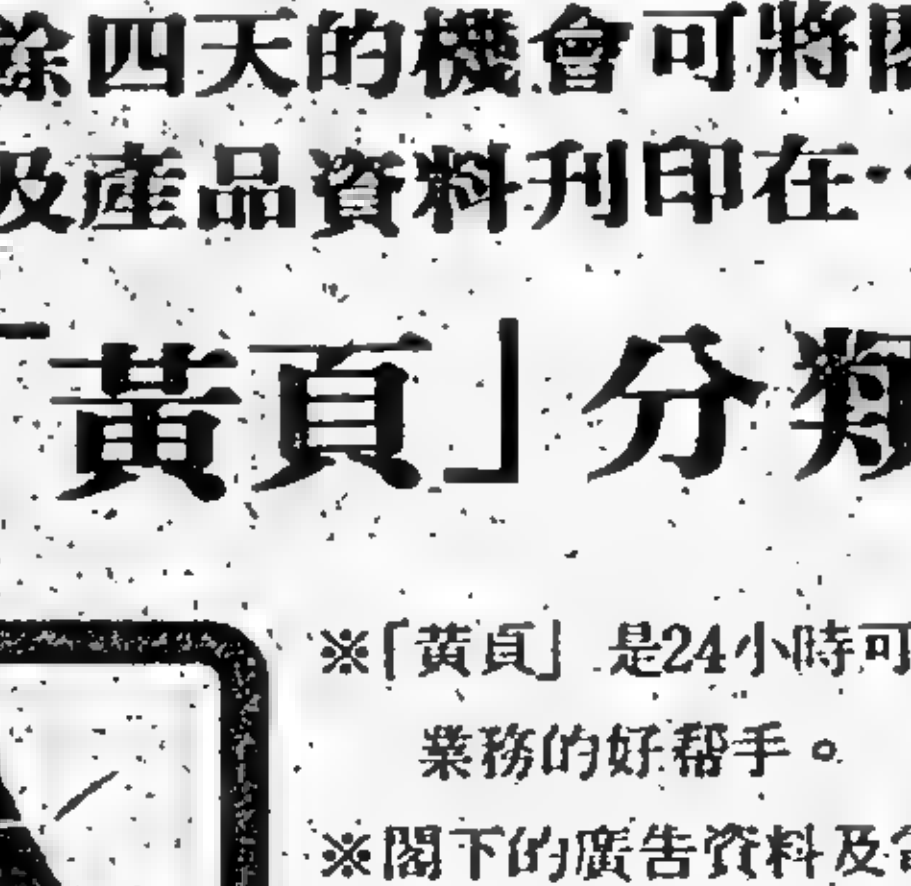 餘四天的機會可將閣
及產品資料刊印在‥
「黃頁」分類
※「黃頁」是24小時可
業務的好帮手。
※閣下的廣告資料及